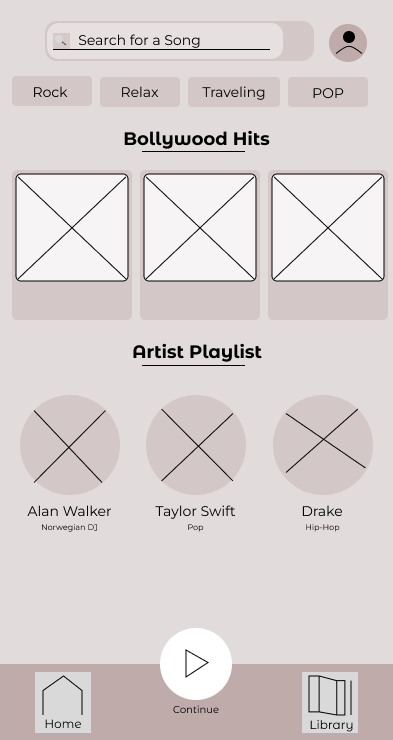 Search for a Song
Rock
Relax
Traveling
POP
Bollywood Hits
Artist Playlist
Alan Walker
Taylor Swift
Drake
Norwegian DJ
Pop
Hip-Hop
Continue
Home
Library